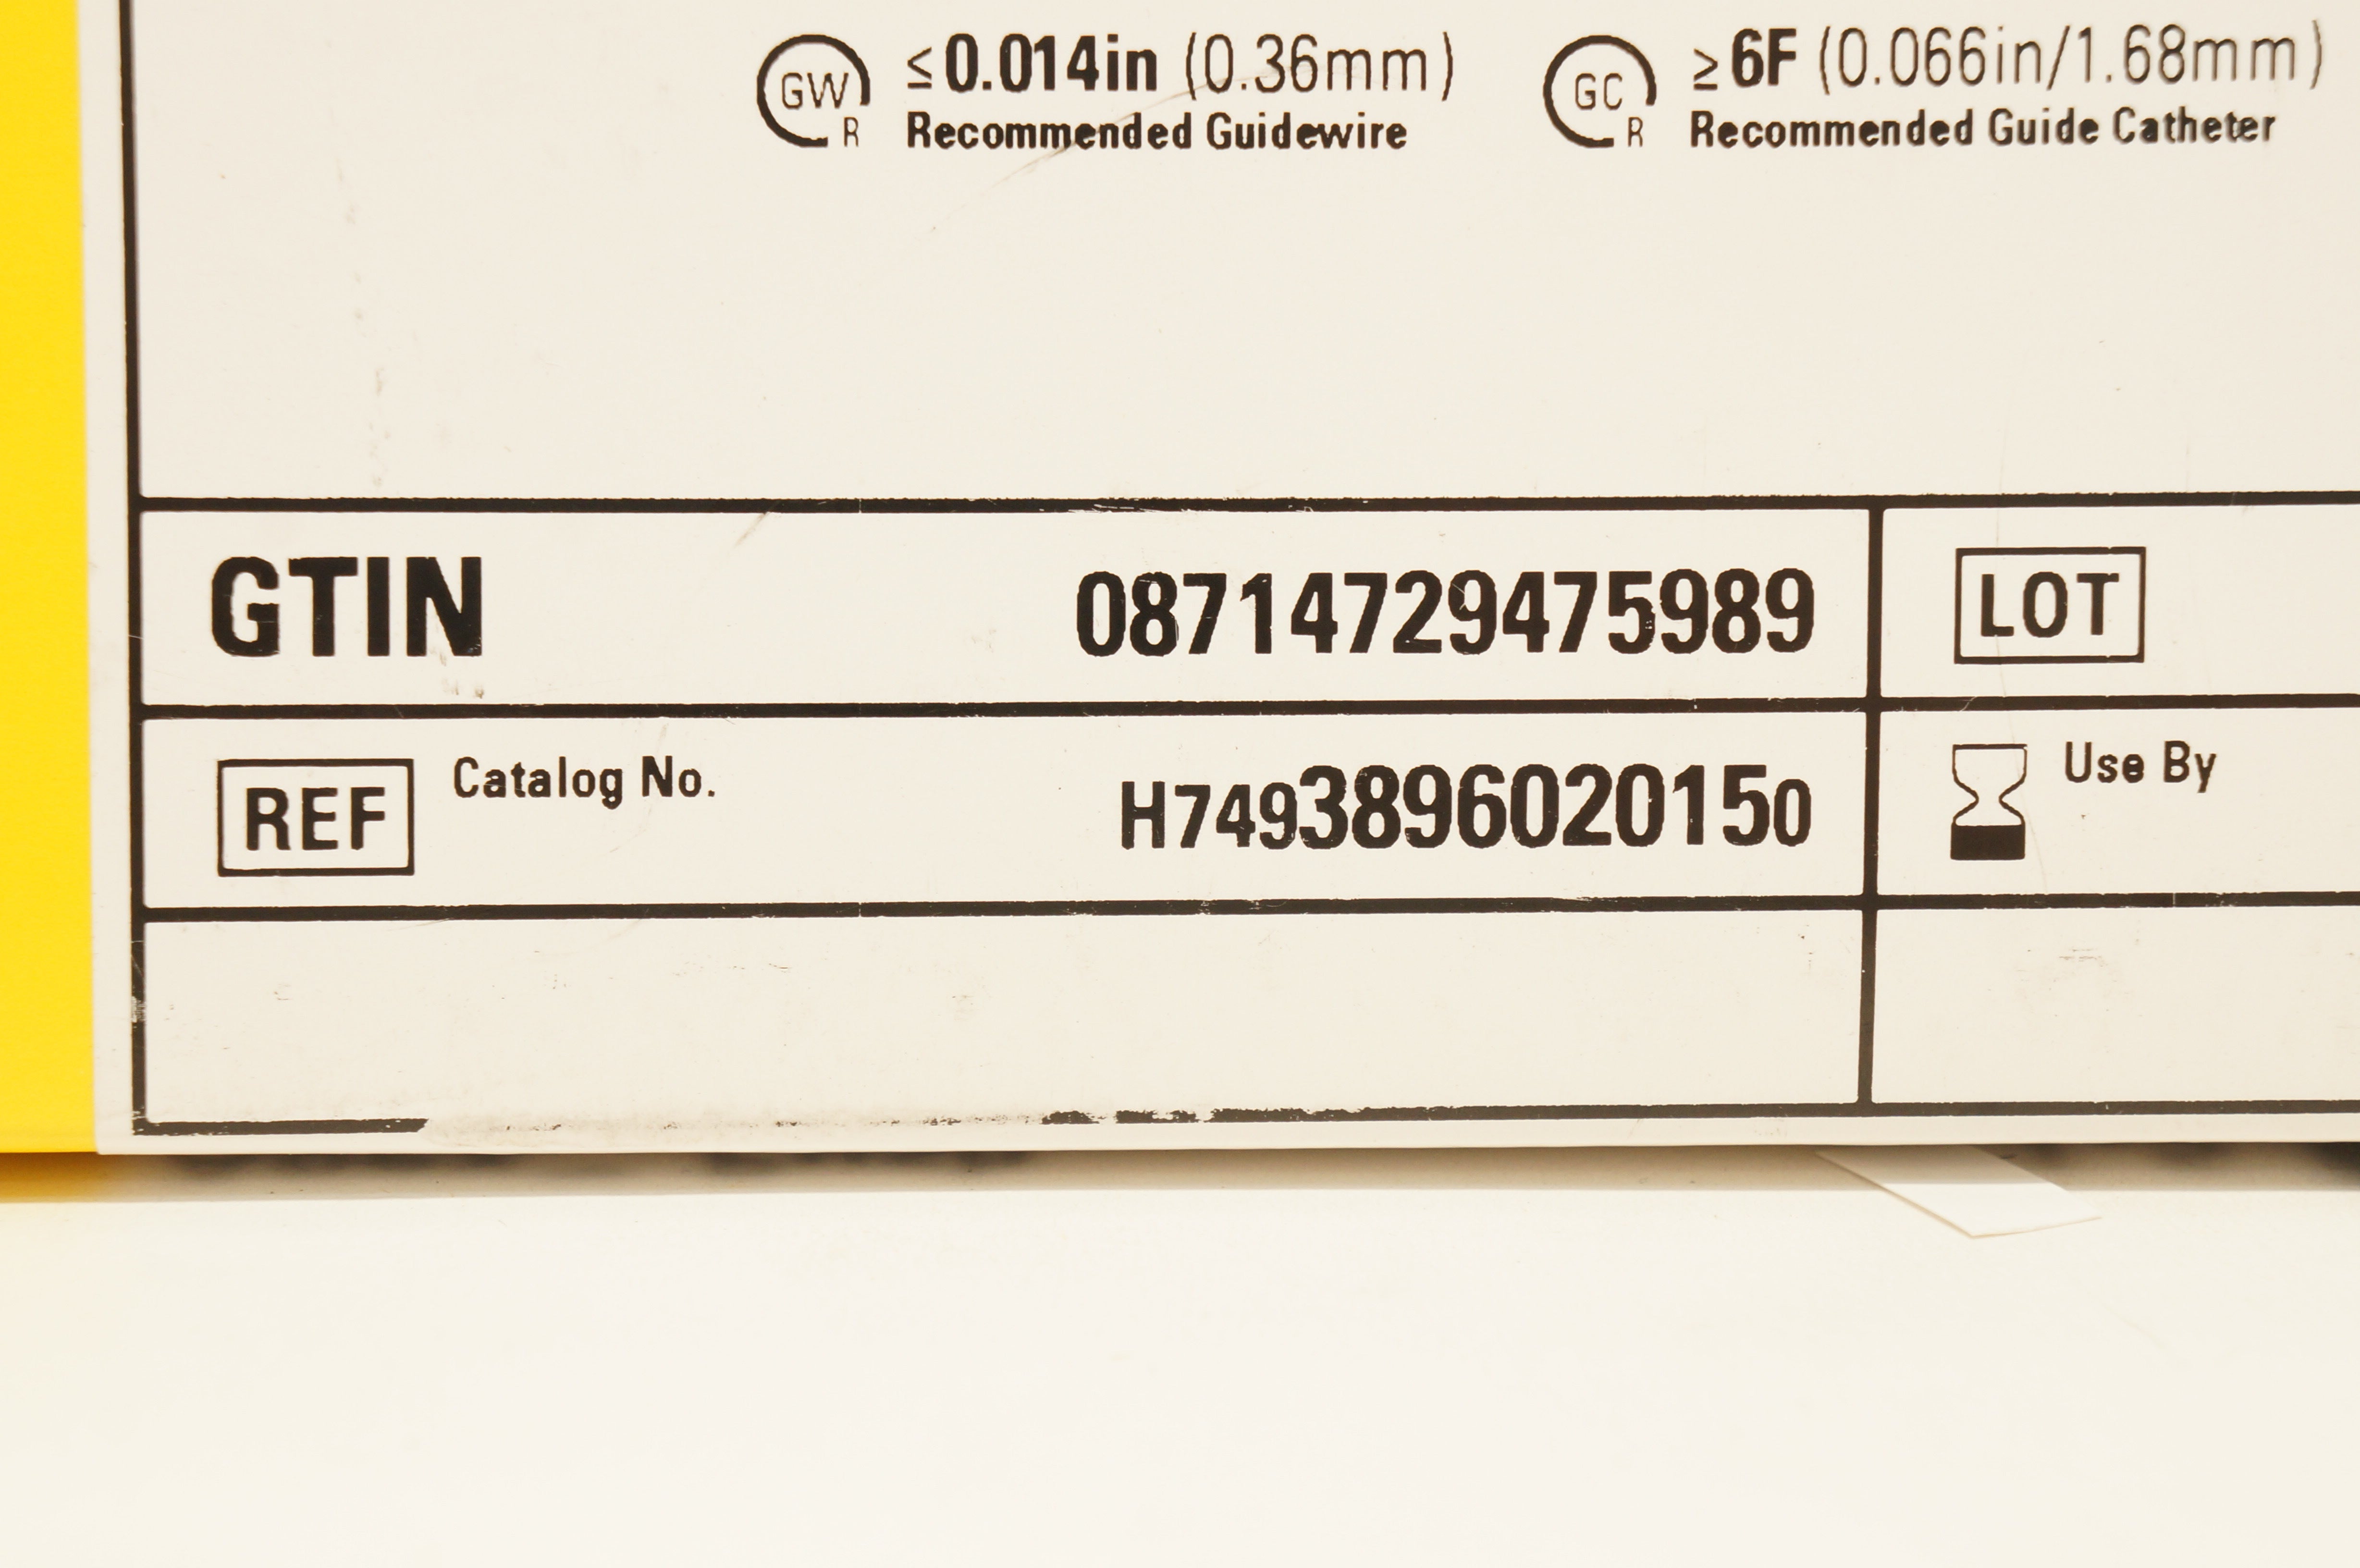 GW R ≤0.014in (0.36mm) GC R ≥6F (0.066in/1.68mm)
Recommended Guidewire Recommended Guide Catheter
GTIN 08714729475989 LOT
REF Catalog No. H7493896020150 Use By